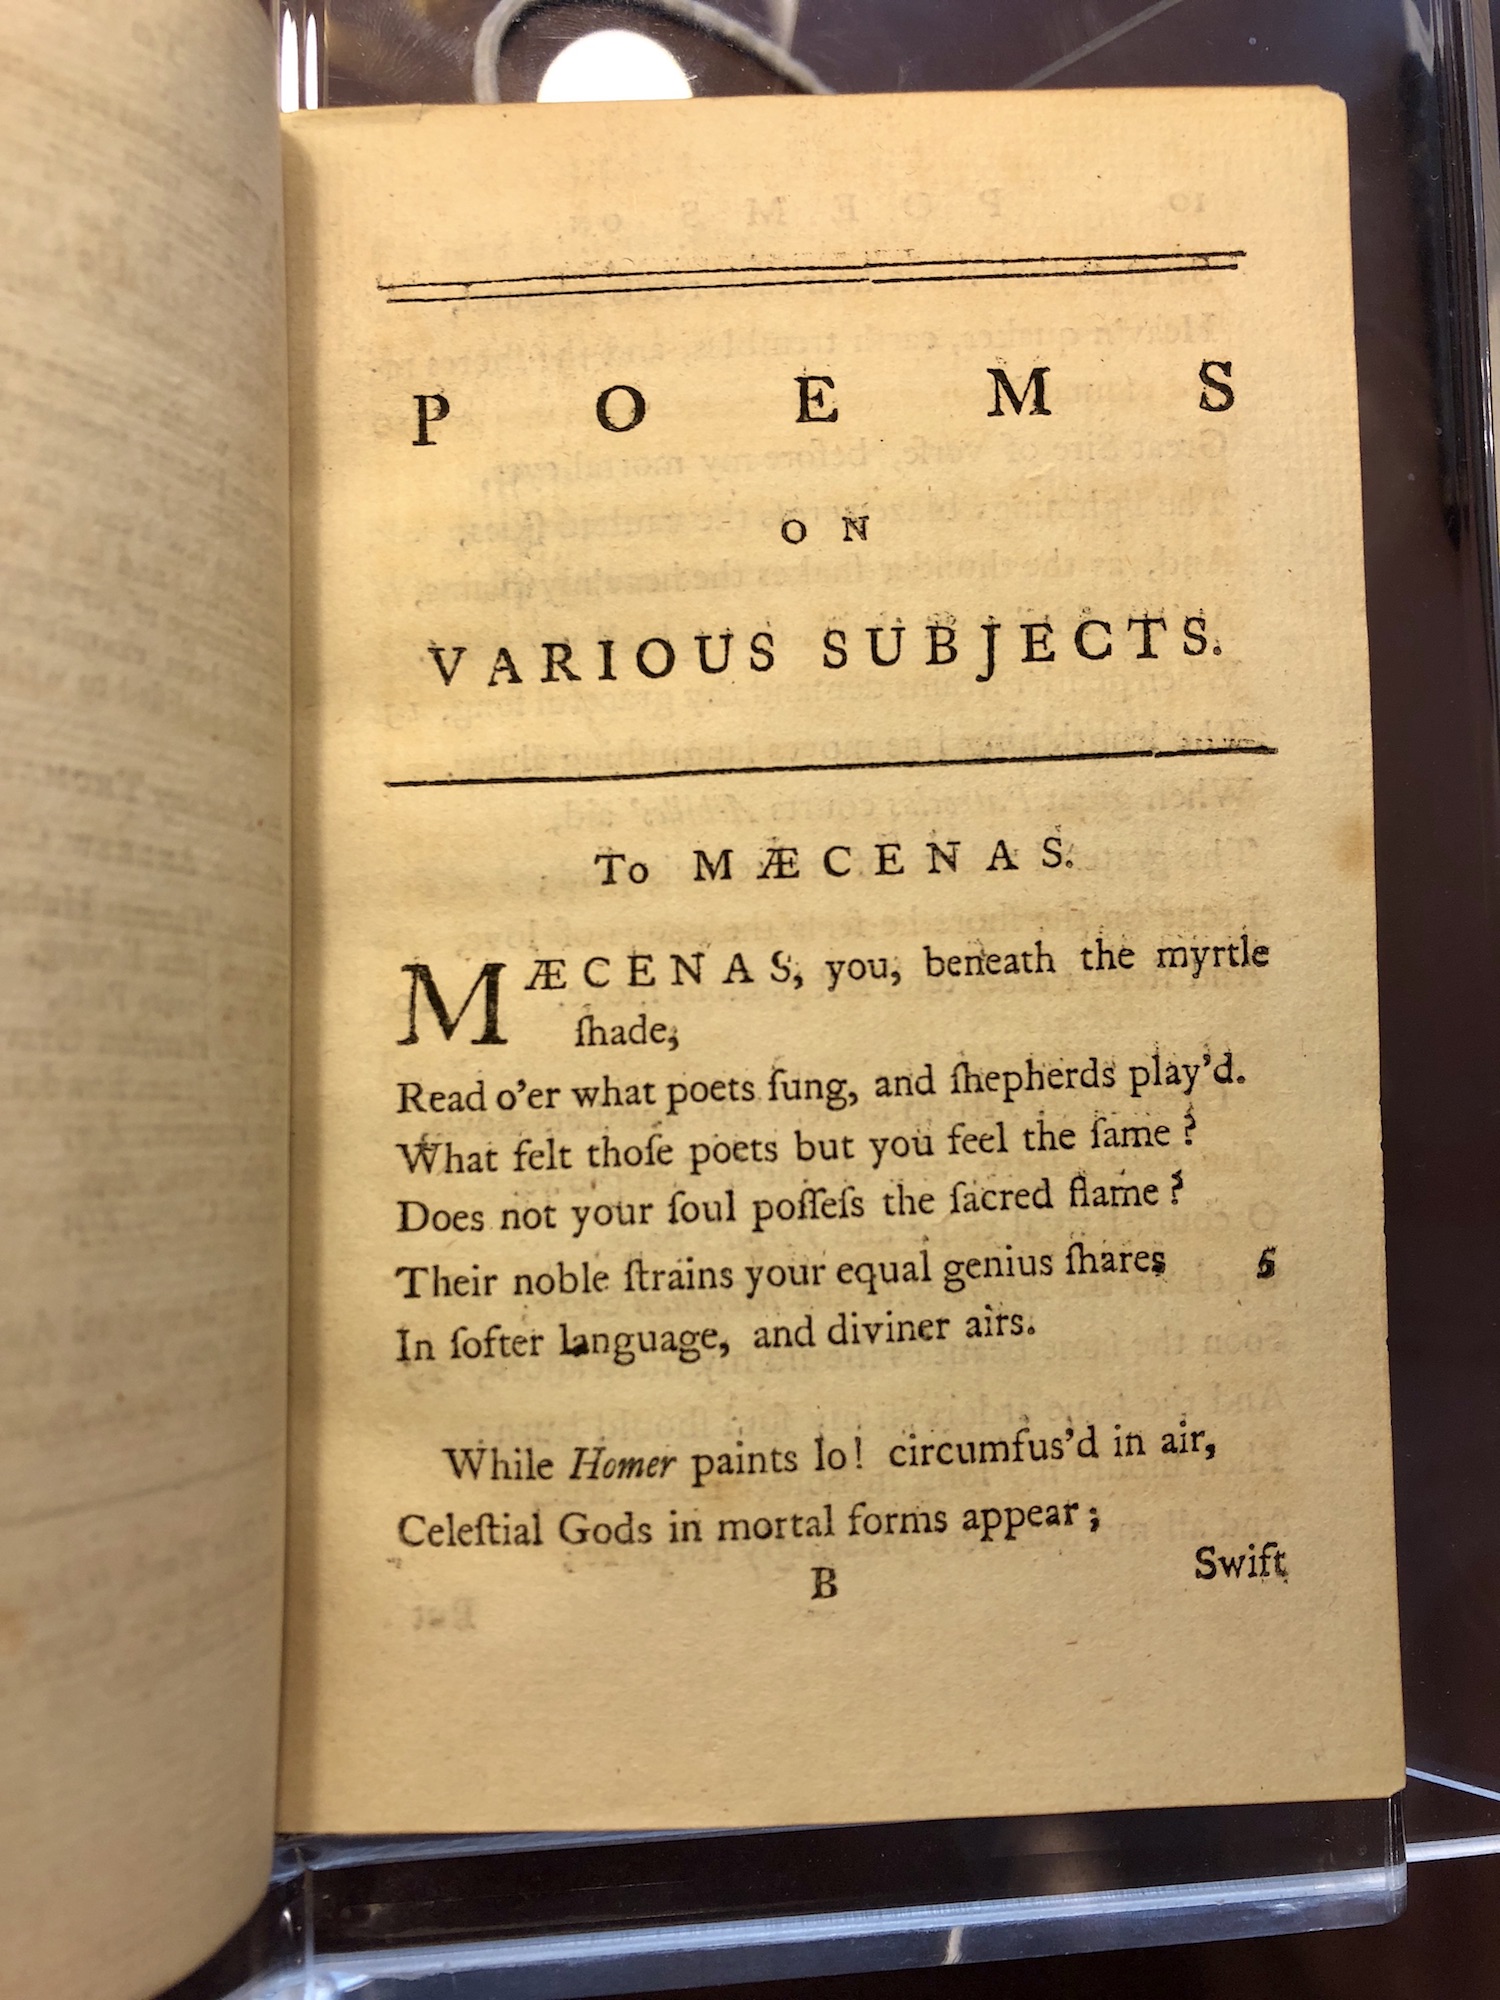 P O E M S
O N
VARIOUS SUBJECTS.
To MÆCENAS.
MÆCENAS, you, beneath the myrtle
ſhade,
Read o'er what poets ſung, and ſhepherds play'd.
What felt thoſe poets but you feel the ſame?
Does not your ſoul poſſeſs the ſacred flame?
Their noble ſtrains your equal genius ſhares 5
In ſofter language, and diviner airs.
While Homer paints lo! circumfus'd in air,
Celeſtial Gods in mortal forms appear;
B Swift